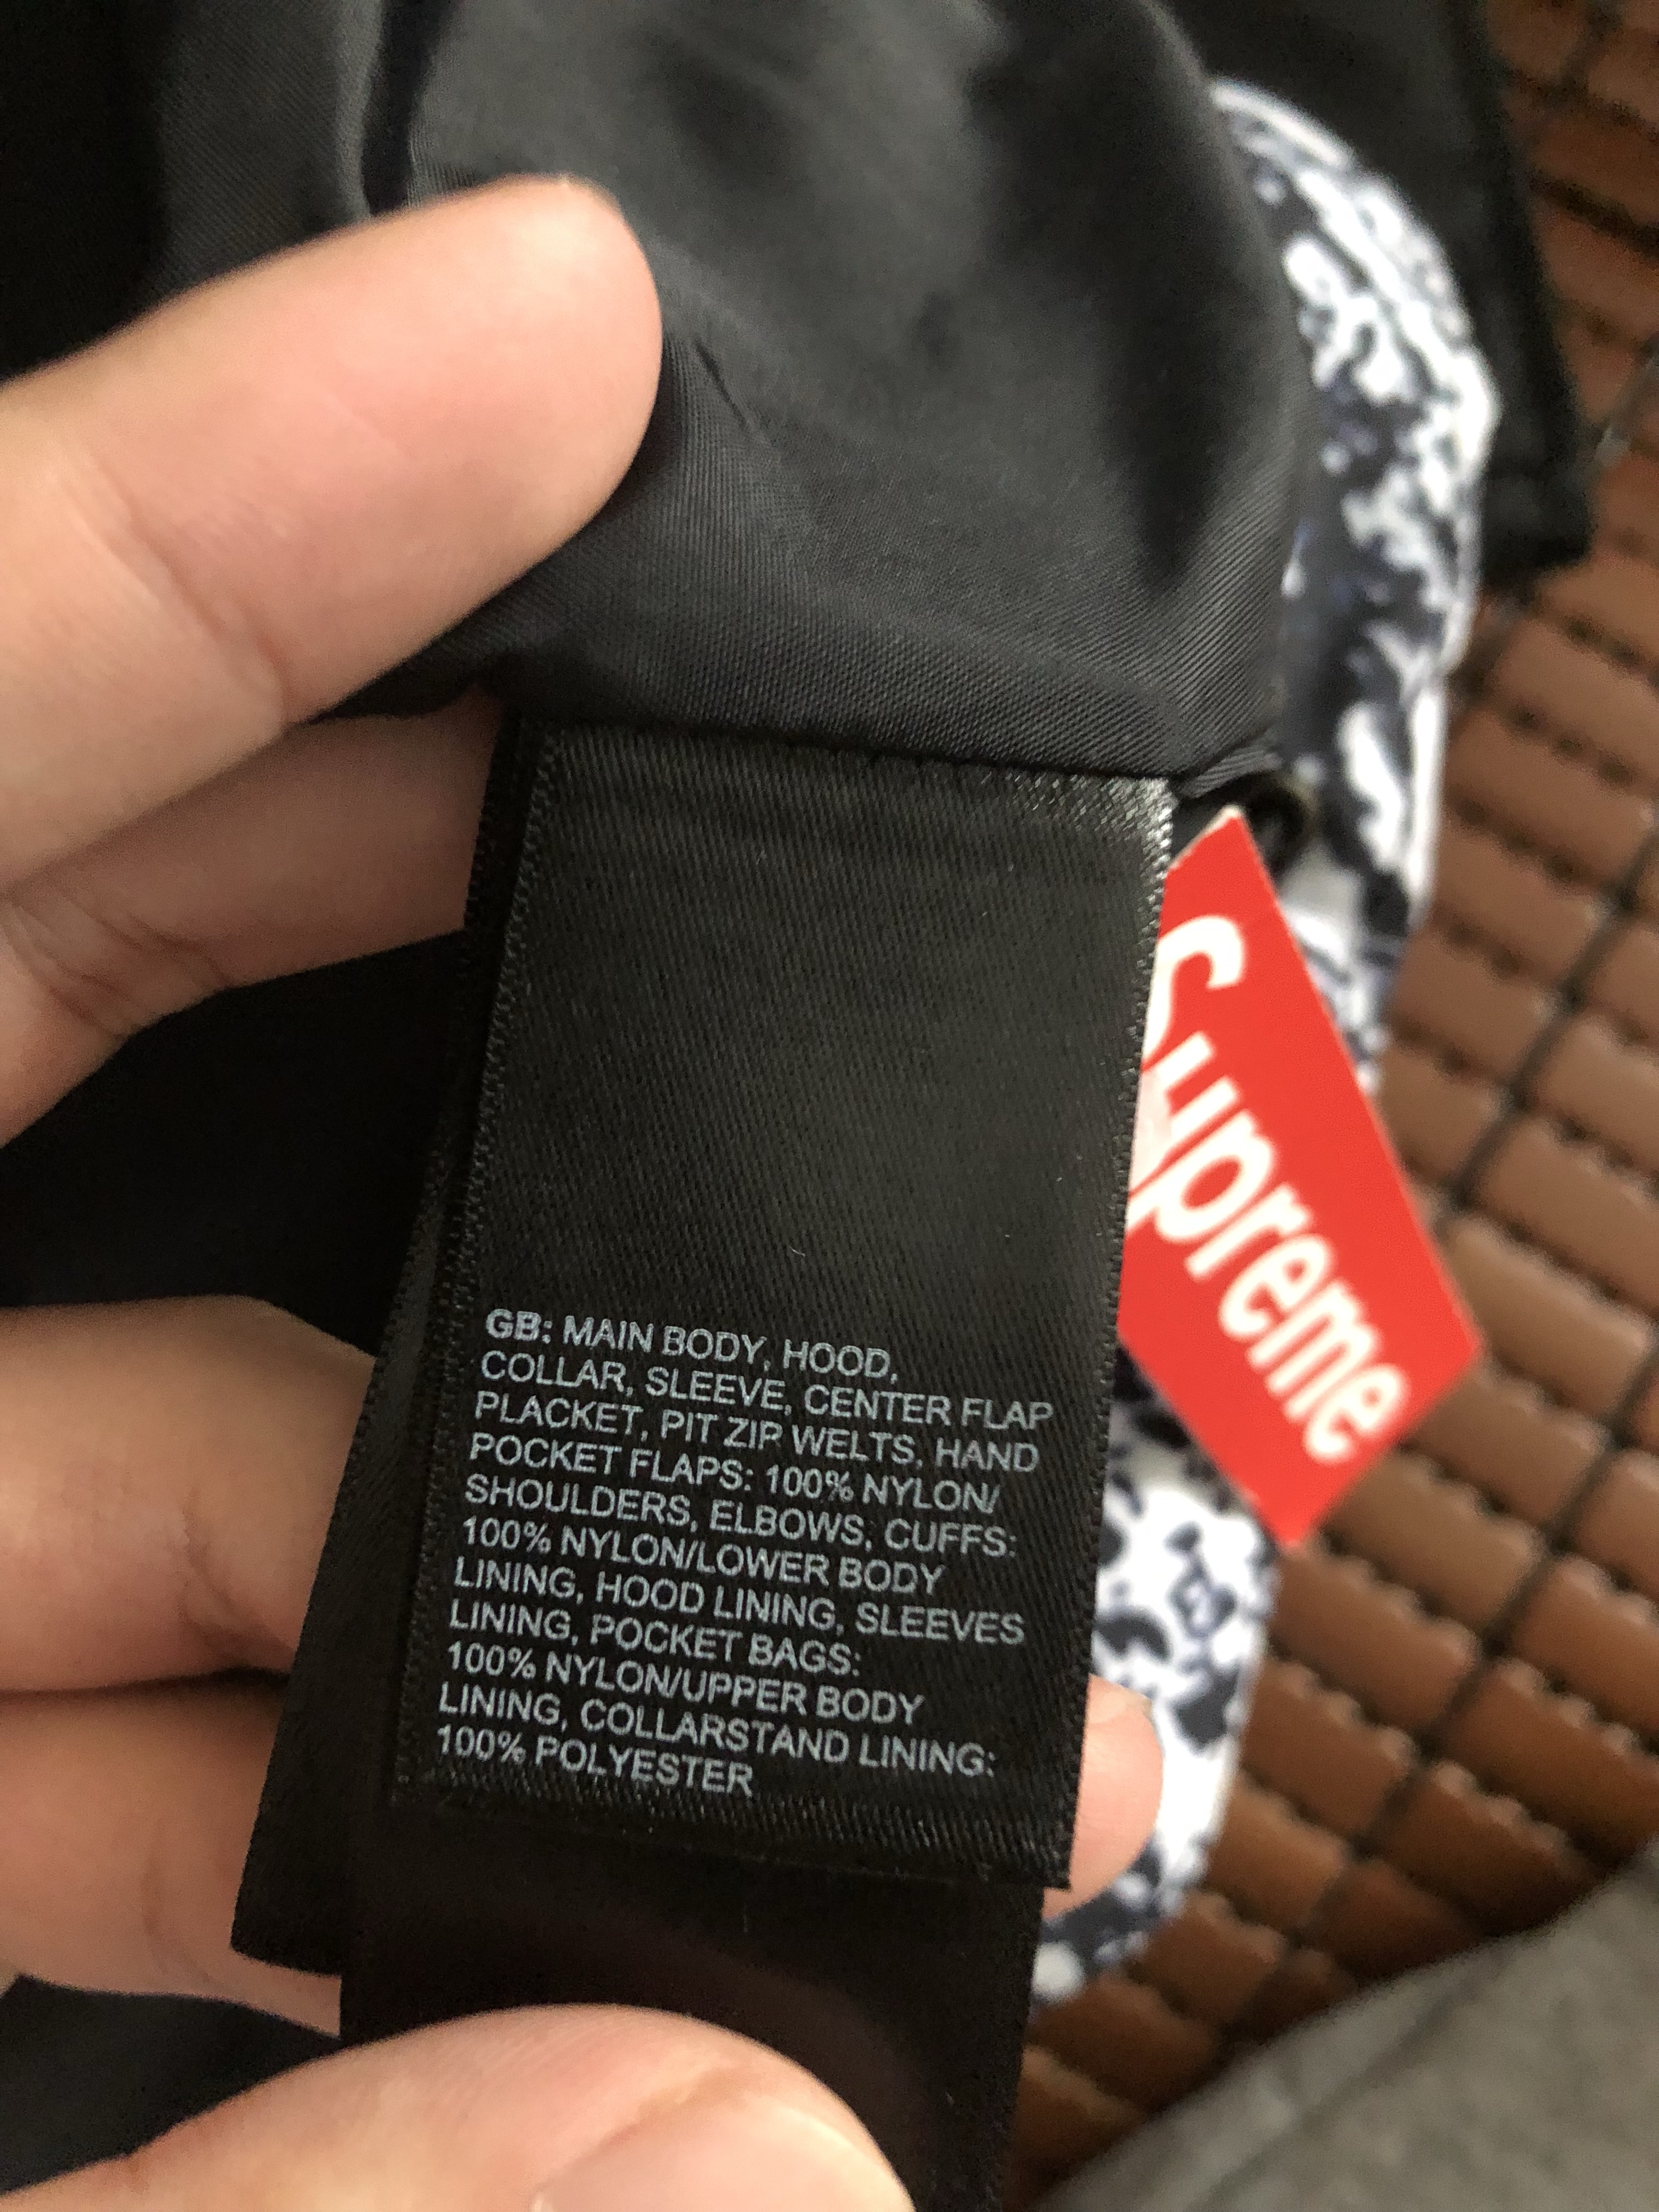 GB: MAIN BODY, HOOD,
COLLAR, SLEEVE, CENTER FLAP
PLACKET, PIT ZIP WELTS, HAND
POCKET FLAPS: 100% NYLON/
SHOULDERS, ELBOWS, CUFFS:
100% NYLON/LOWER BODY
LINING, HOOD LINING, SLEEVES
LINING, POCKET BAGS:
100% NYLON/UPPER BODY
LINING, COLLARSTAND LINING:
100% POLYESTER
Supreme